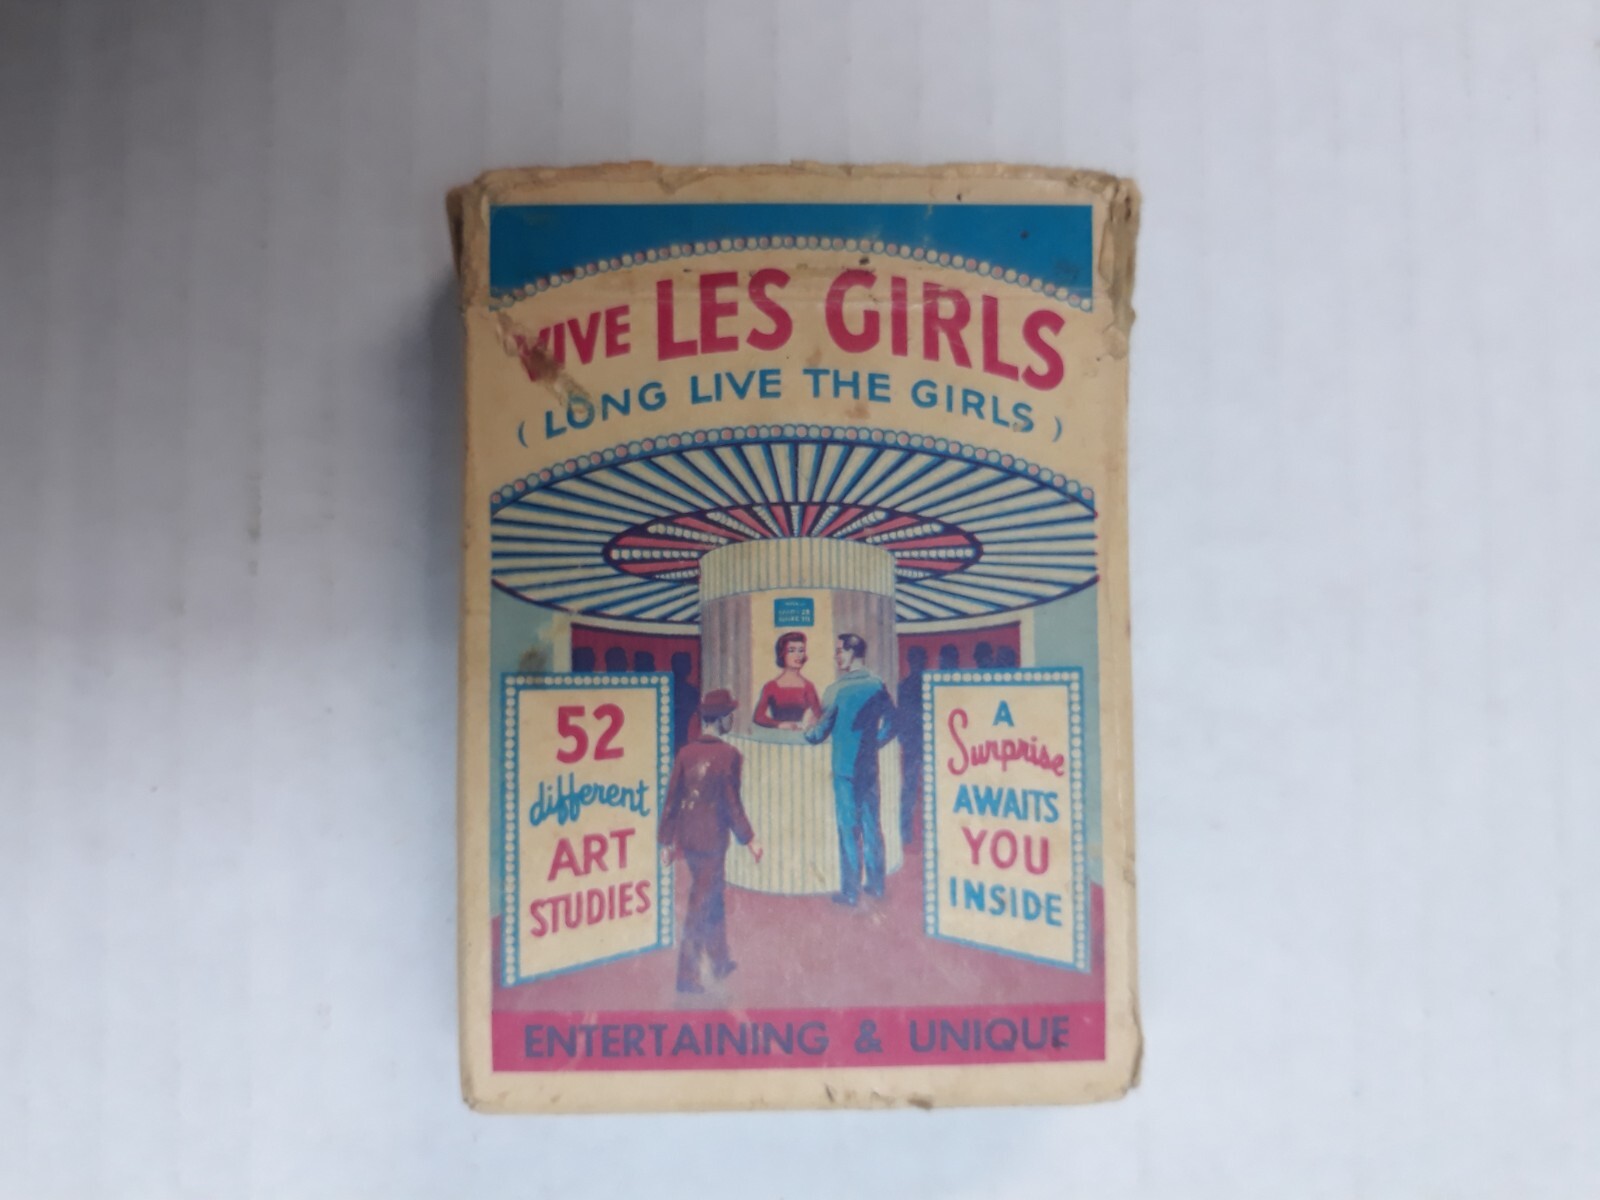 VIVE LES GIRLS
( LONG LIVE THE GIRLS )
52
different
ART
STUDIES
A
Surprise
AWAITS
YOU
INSIDE
ENTERTAINING & UNIQUE